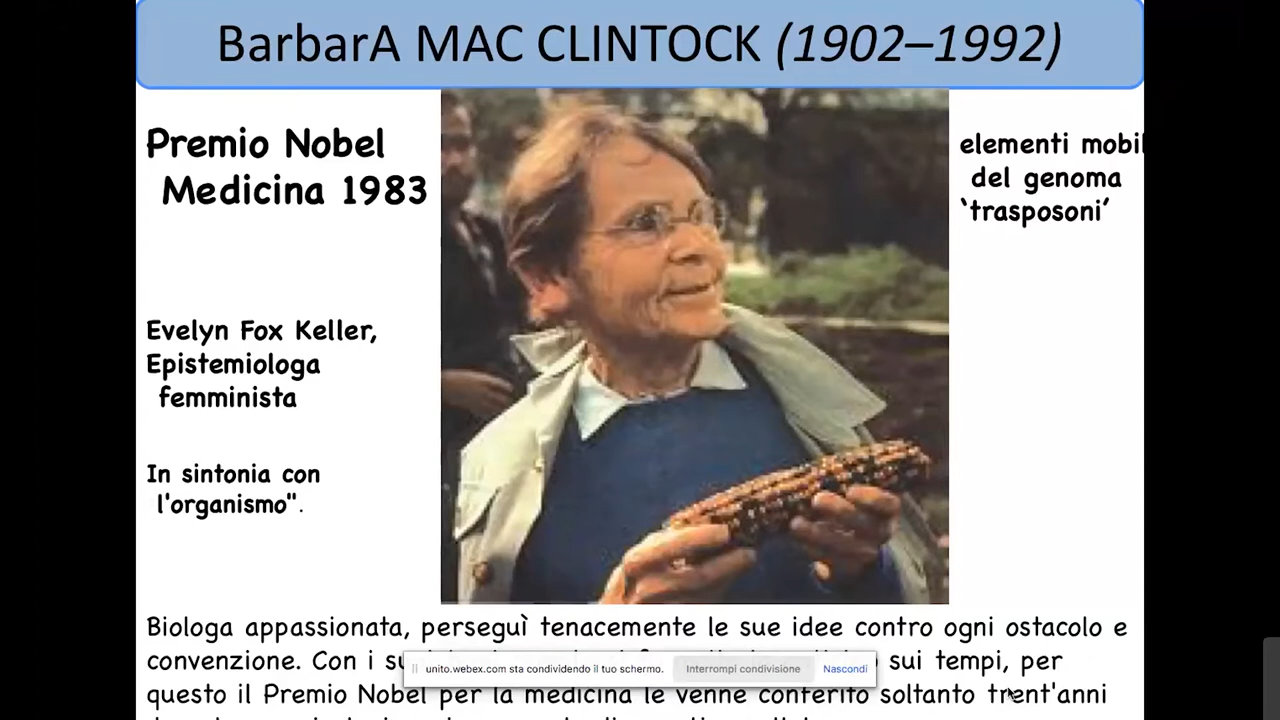 BarbarA MAC CLINTOCK (1902–1992)
Premio Nobel
Medicina 1983
elementi mobil
del genoma
‘trasposoni’
Evelyn Fox Keller,
Epistemiologa
femminista
In sintonia con
l'organismo".
Biologa appassionata, perseguì tenacemente le sue idee contro ogni ostacolo e
convenzione. Con i sui tempi, per
unito.webex.com sta condividendo il tuo schermo. Interrompi condivisione Nascondi
questo il Premio Nobel per la medicina le venne conferito soltanto trent'anni